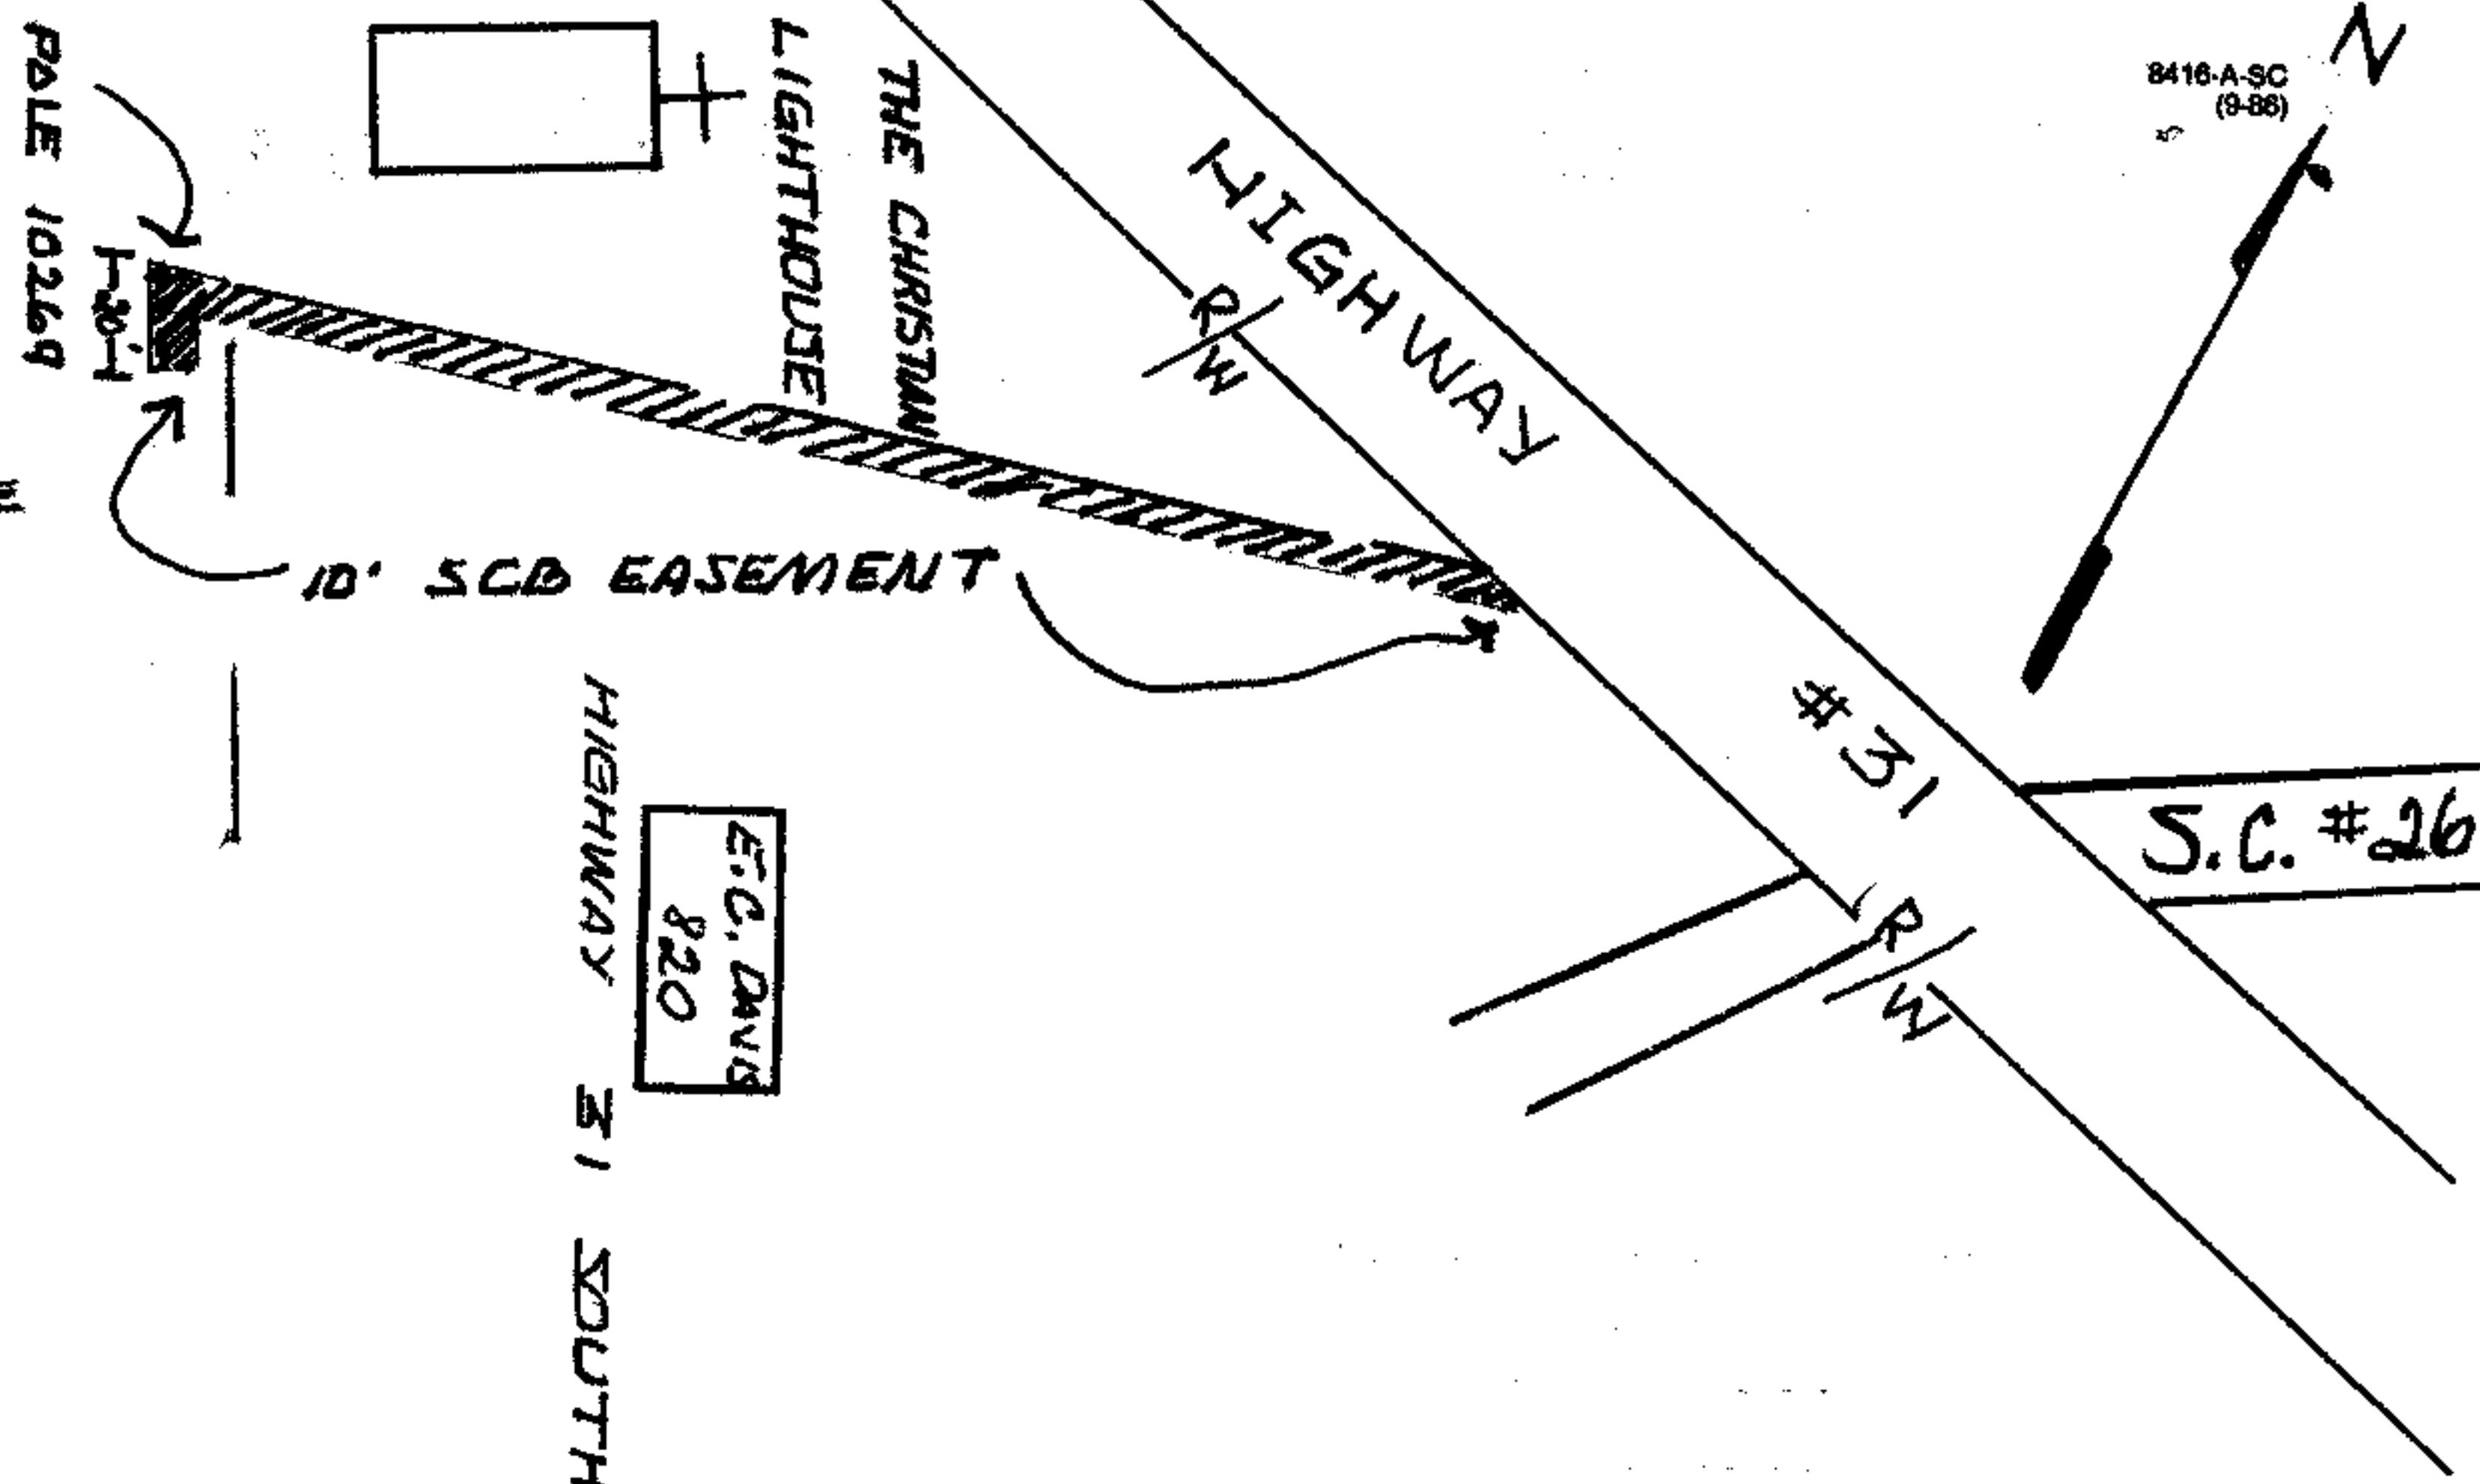 N
8416-A-SC
(9-86)
HIGHWAY
#31
R/W
R/W
S.C. #26
THE CHRISTIAN
LIGHTHOUSE
POLE 10269
10' SCB EASEMENT
E.C. DAVIS
820
HIGHWAY 31 SOUTH